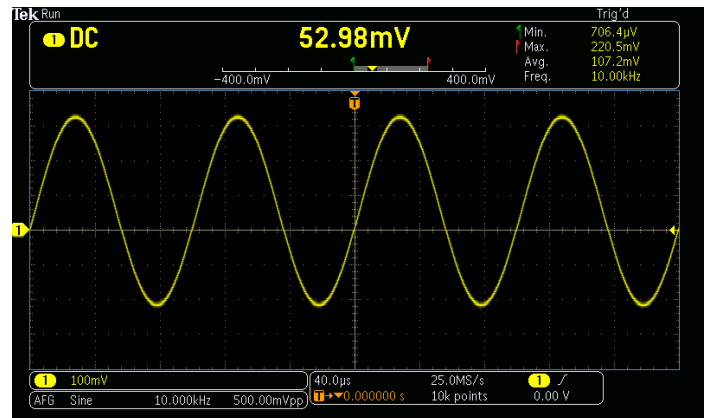 Tek Run Trig'd
1 DC 52.98mV
Min. 706.4µV
Max. 220.5mV
Avg. 107.2mV
Freq. 10.00kHz
-400.0mV 400.0mV
T
1
1 100mV
40.0µs 25.0MS/s 1
T→▼0.000000 s 10k points 0.00 V
AFG Sine 10.000kHz 500.00mVpp